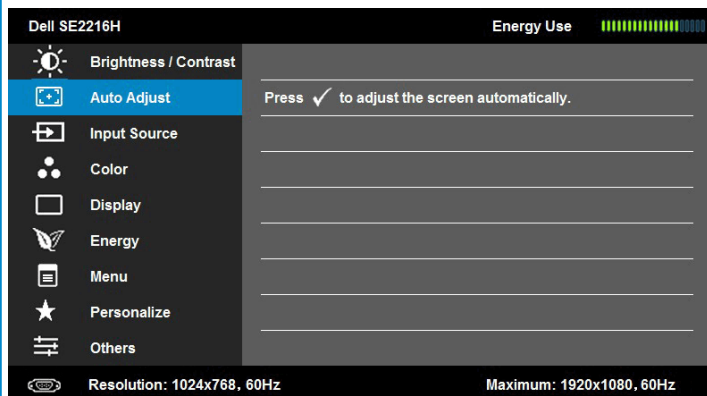 Dell SE2216H Energy Use
Brightness / Contrast
Auto Adjust Press ✓ to adjust the screen automatically.
Input Source
Color
Display
Energy
Menu
Personalize
Others
Resolution: 1024x768, 60Hz Maximum: 1920x1080, 60Hz